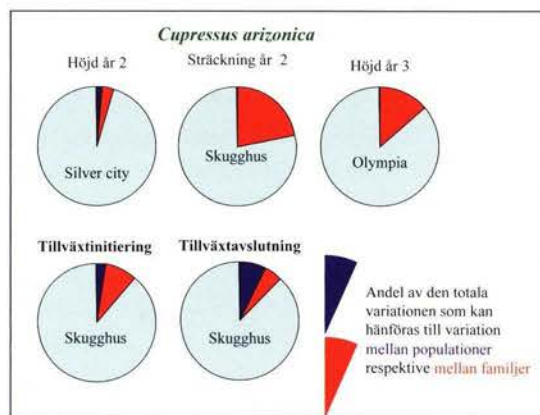 Cupressus arizonica
Höjd år 2
Sträckning år 2
Höjd år 3
Silver city
Skugghus
Olympia
Tillväxtinitiering
Tillväxtavslutning
Skugghus
Skugghus
Andel av den totala
variationen som kan
hänföras till variation
mellan populationer
respektive mellan familjer